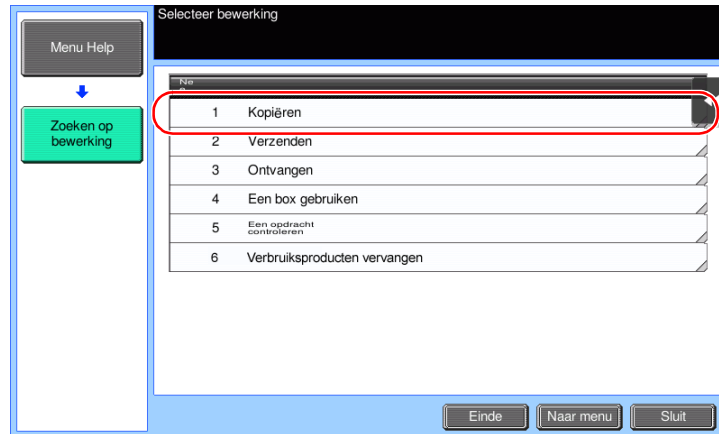 Selecteer bewerking
Menu Help
Zoeken op
bewerking
1 Kopiëren
2 Verzenden
3 Ontvangen
4 Een box gebruiken
5 Een opdracht
controleren
6 Verbruiksproducten vervangen
Einde
Naar menu
Sluit